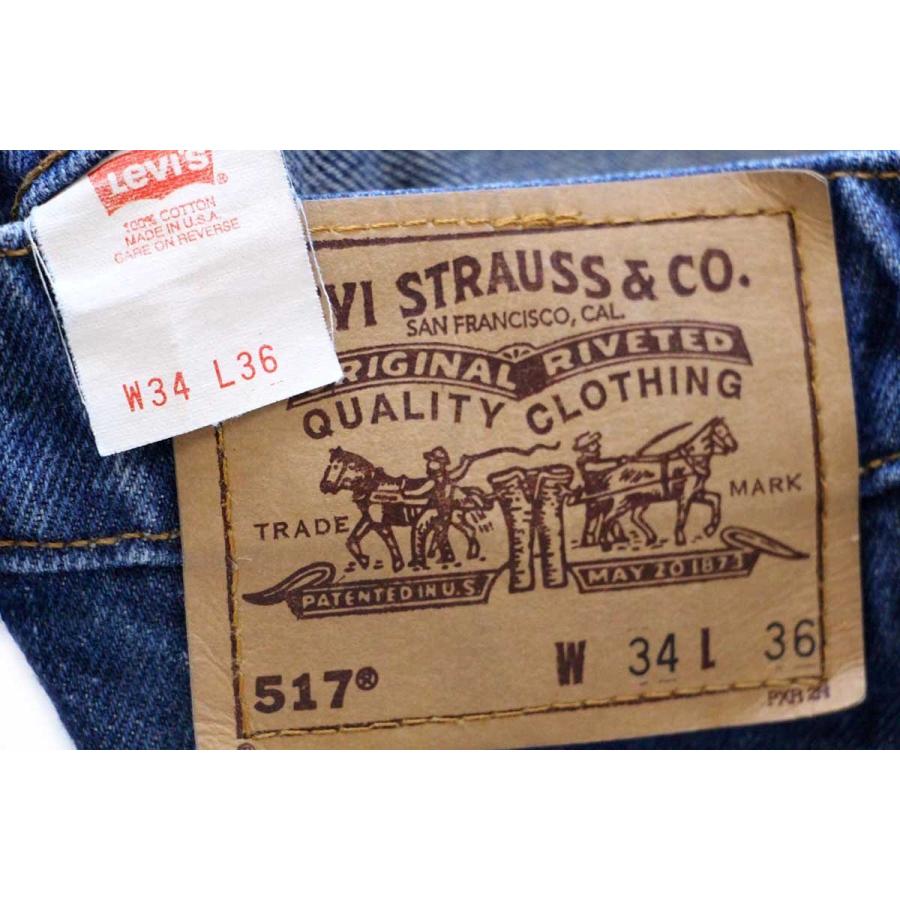 Levi's ®
100% COTTON
MADE IN U.S.A.
CARE ON REVERSE
W34 L36
VI STRAUSS & CO.
SAN FRANCISCO, CAL.
ORIGINAL RIVETED
QUALITY CLOTHING
TRADE MARK
PATENTED IN U.S. MAY 20 1873
517® W 34 L 36
®